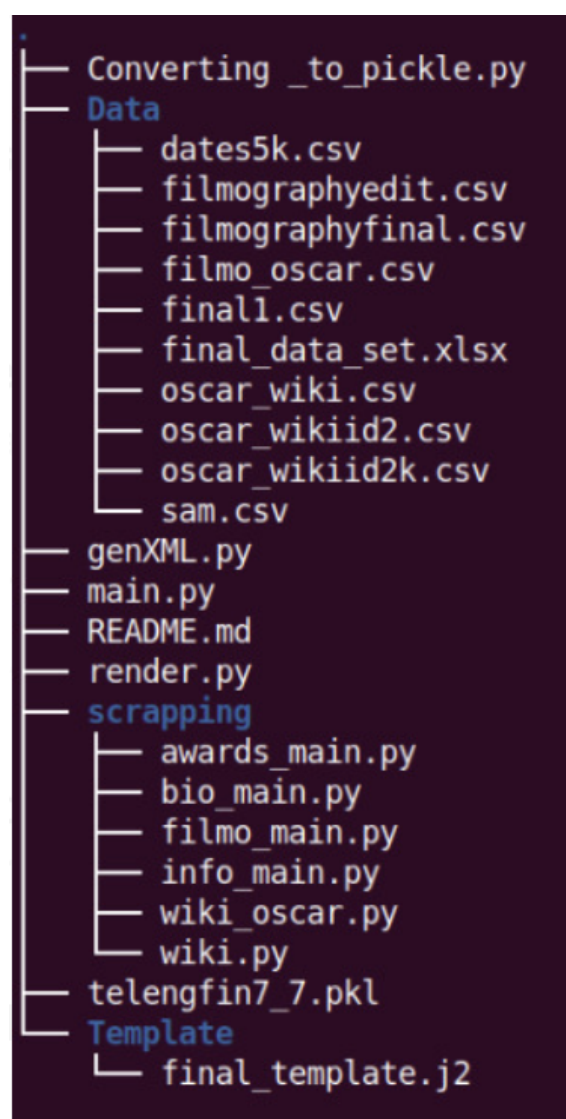 .
├── Converting _to_pickle.py
├── Data
│   ├── dates5k.csv
│   ├── filmographyedit.csv
│   ├── filmographyfinal.csv
│   ├── filmo_oscar.csv
│   ├── final1.csv
│   ├── final_data_set.xlsx
│   ├── oscar_wiki.csv
│   ├── oscar_wikiid2.csv
│   ├── oscar_wikiid2k.csv
│   └── sam.csv
├── genXML.py
├── main.py
├── README.md
├── render.py
├── scrapping
│   ├── awards_main.py
│   ├── bio_main.py
│   ├── filmo_main.py
│   ├── info_main.py
│   ├── wiki_oscar.py
│   └── wiki.py
├── telengfin7_7.pkl
└── Template
    └── final_template.j2